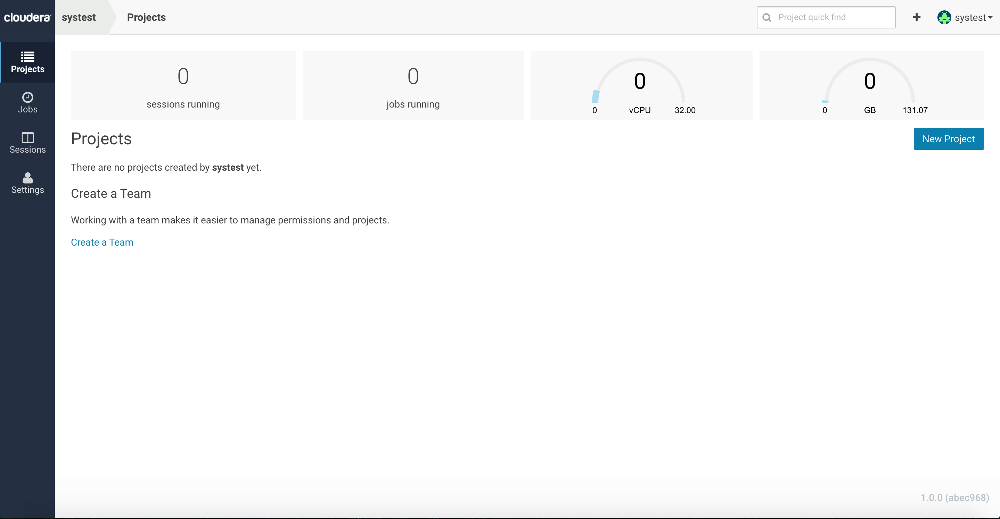 cloudera
systest
Projects
Project quick find
systest
Projects
Jobs
Sessions
Settings
0
sessions running
0
jobs running
0
0 vCPU 32.00
0
0 GB 131.07
Projects
New Project
There are no projects created by systest yet.
Create a Team
Working with a team makes it easier to manage permissions and projects.
Create a Team
1.0.0 (abec968)